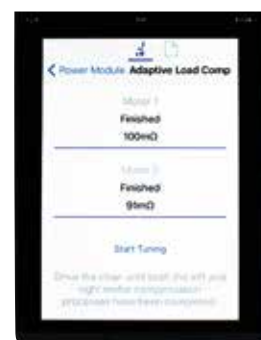 Power Module Adaptive Load Comp
Motor 1
Finished
100mΩ
Motor 2
Finished
91mΩ
Start Tuning
Drive the chair until both the left and
right motor compensation
processes have been completed.